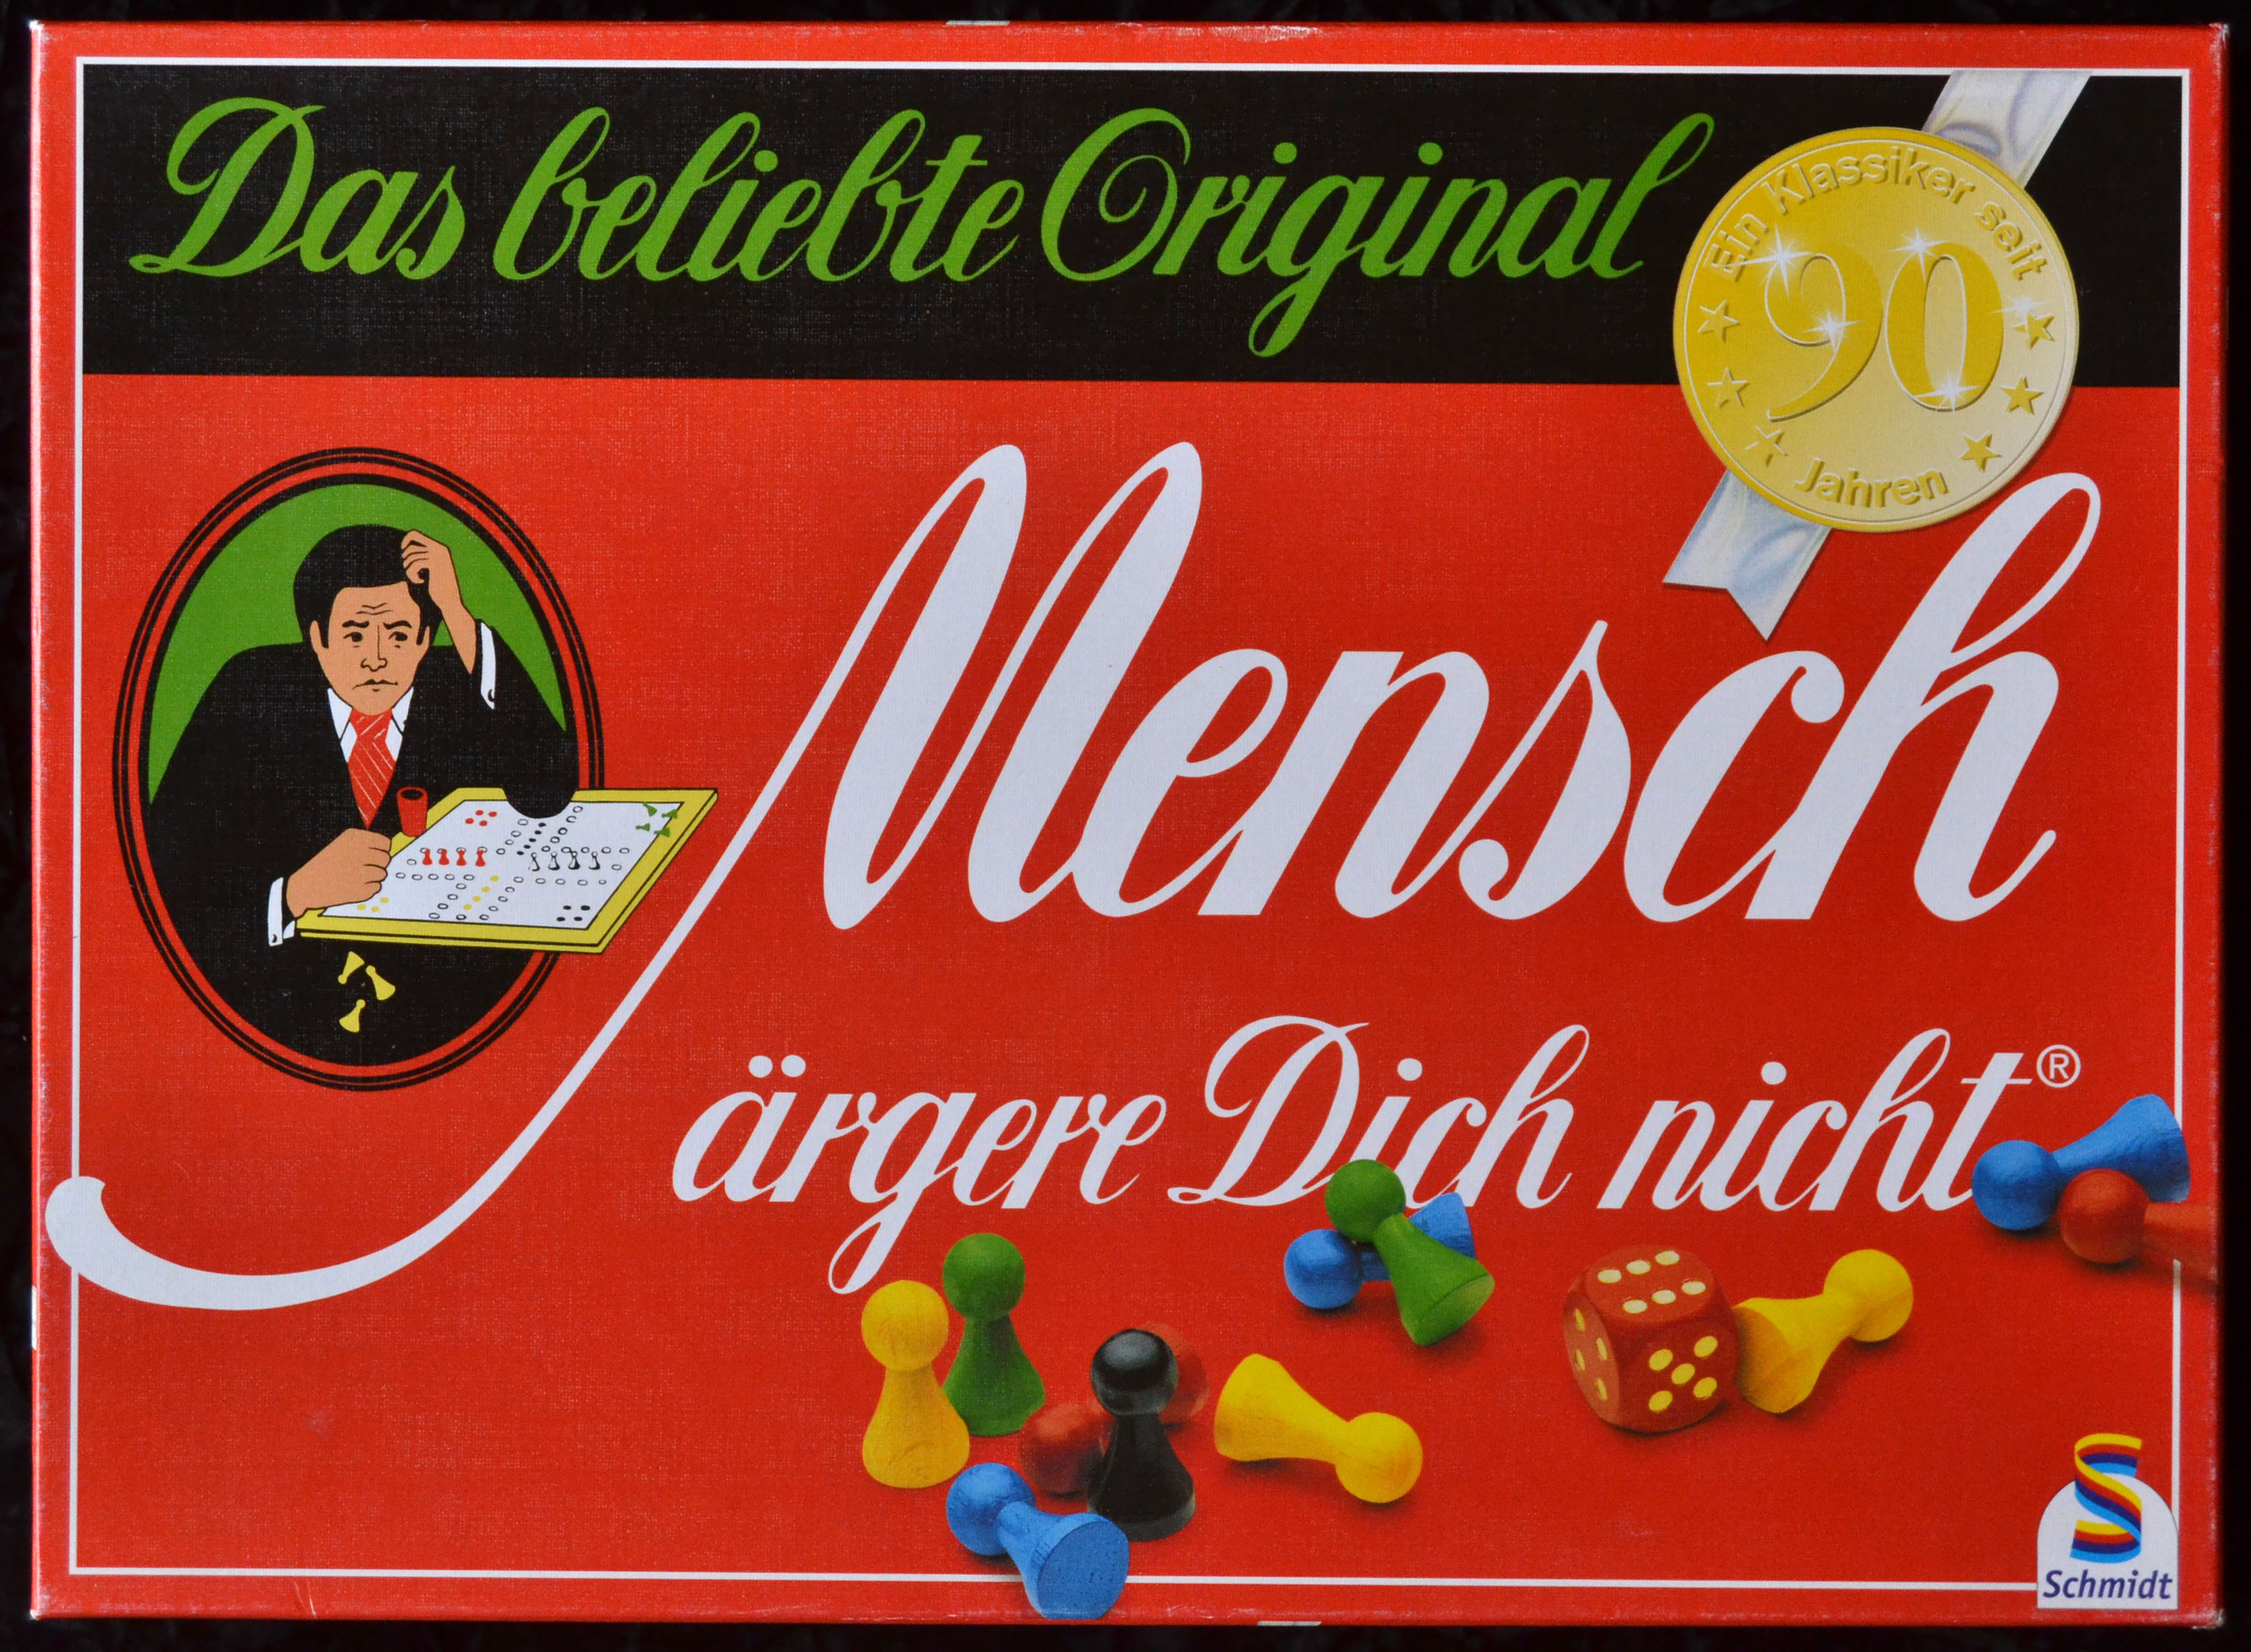 Das beliebte Original
Ein Klassiker seit
90
Jahren
Mensch
ärgere Dich nicht®
Schmidt